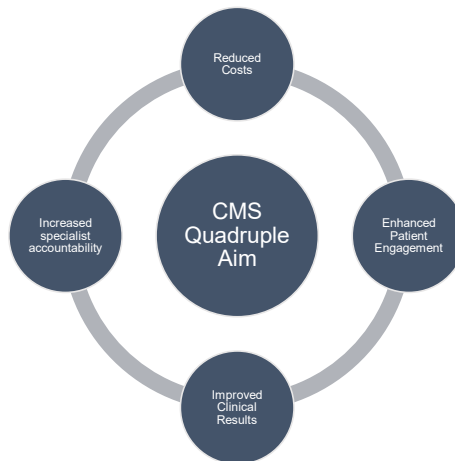 Reduced
Costs
CMS
Quadruple
Aim
Increased
specialist
accountability
Enhanced
Patient
Engagement
Improved
Clinical
Results